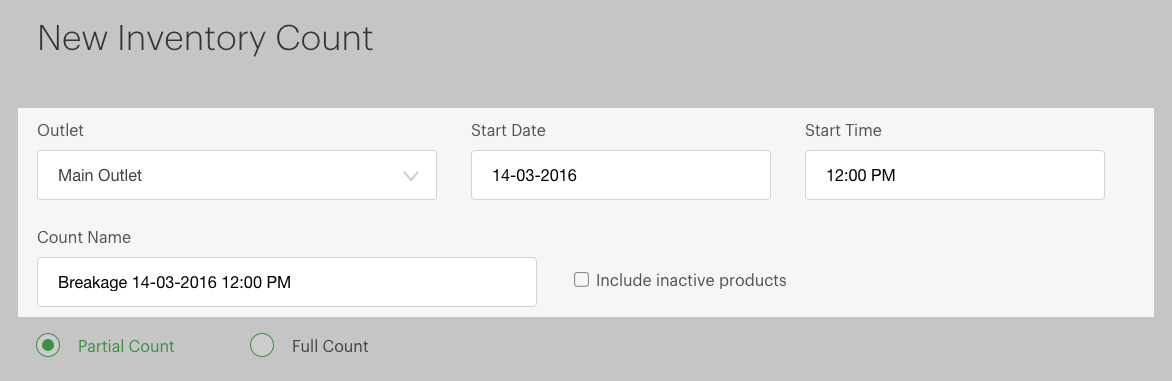 New Inventory Count
Outlet
Start Date
Start Time
Main Outlet
14-03-2016
12:00 PM
Count Name
Breakage 14-03-2016 12:00 PM
Include inactive products
Partial Count
Full Count